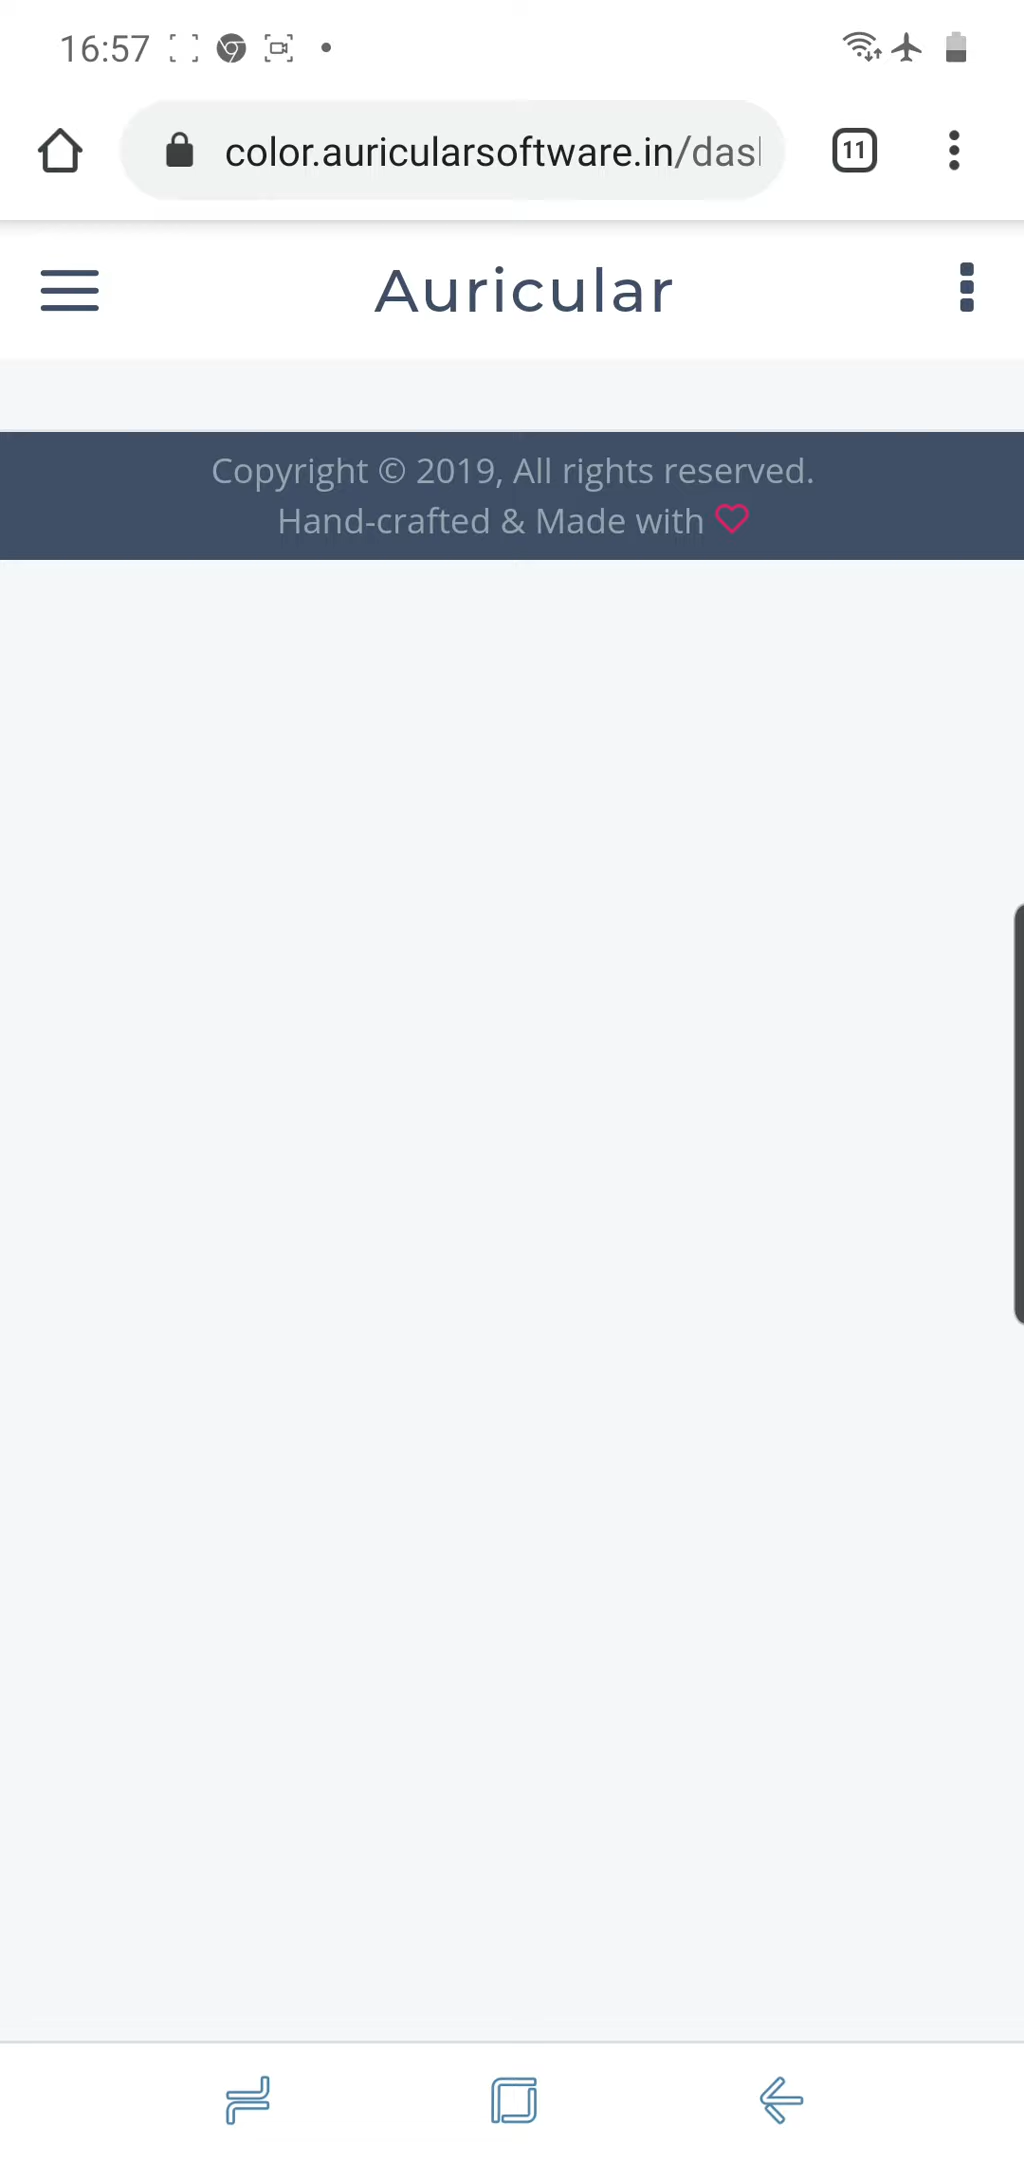 16:57
color.auricularsoftware.in/das
11
Auricular
Copyright © 2019, All rights reserved.
Hand-crafted & Made with